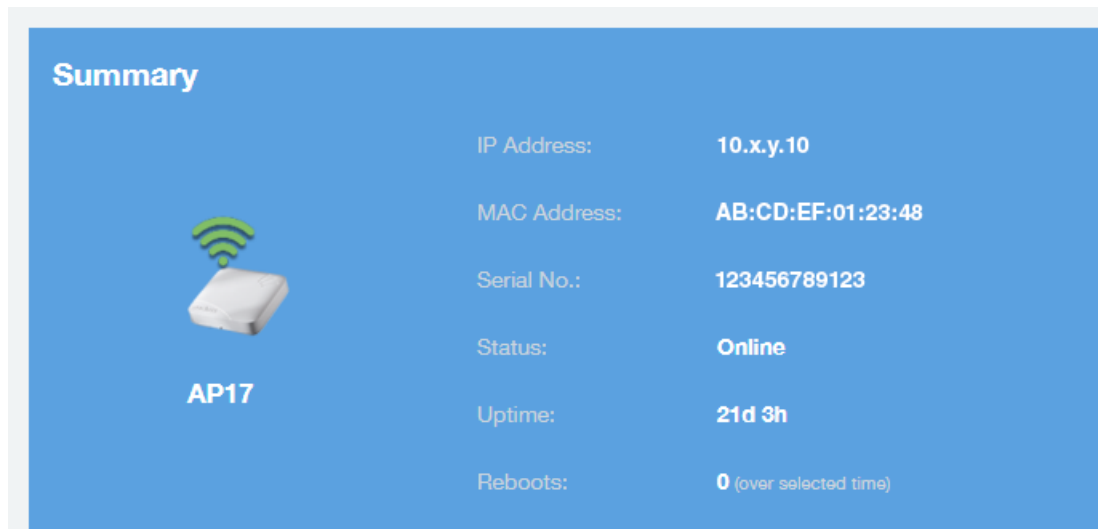 Summary
IP Address: 10.x.y.10
MAC Address: AB:CD:EF:01:23:48
Serial No.: 123456789123
Status: Online
AP17
Uptime: 21d 3h
Reboots: 0 (over selected time)